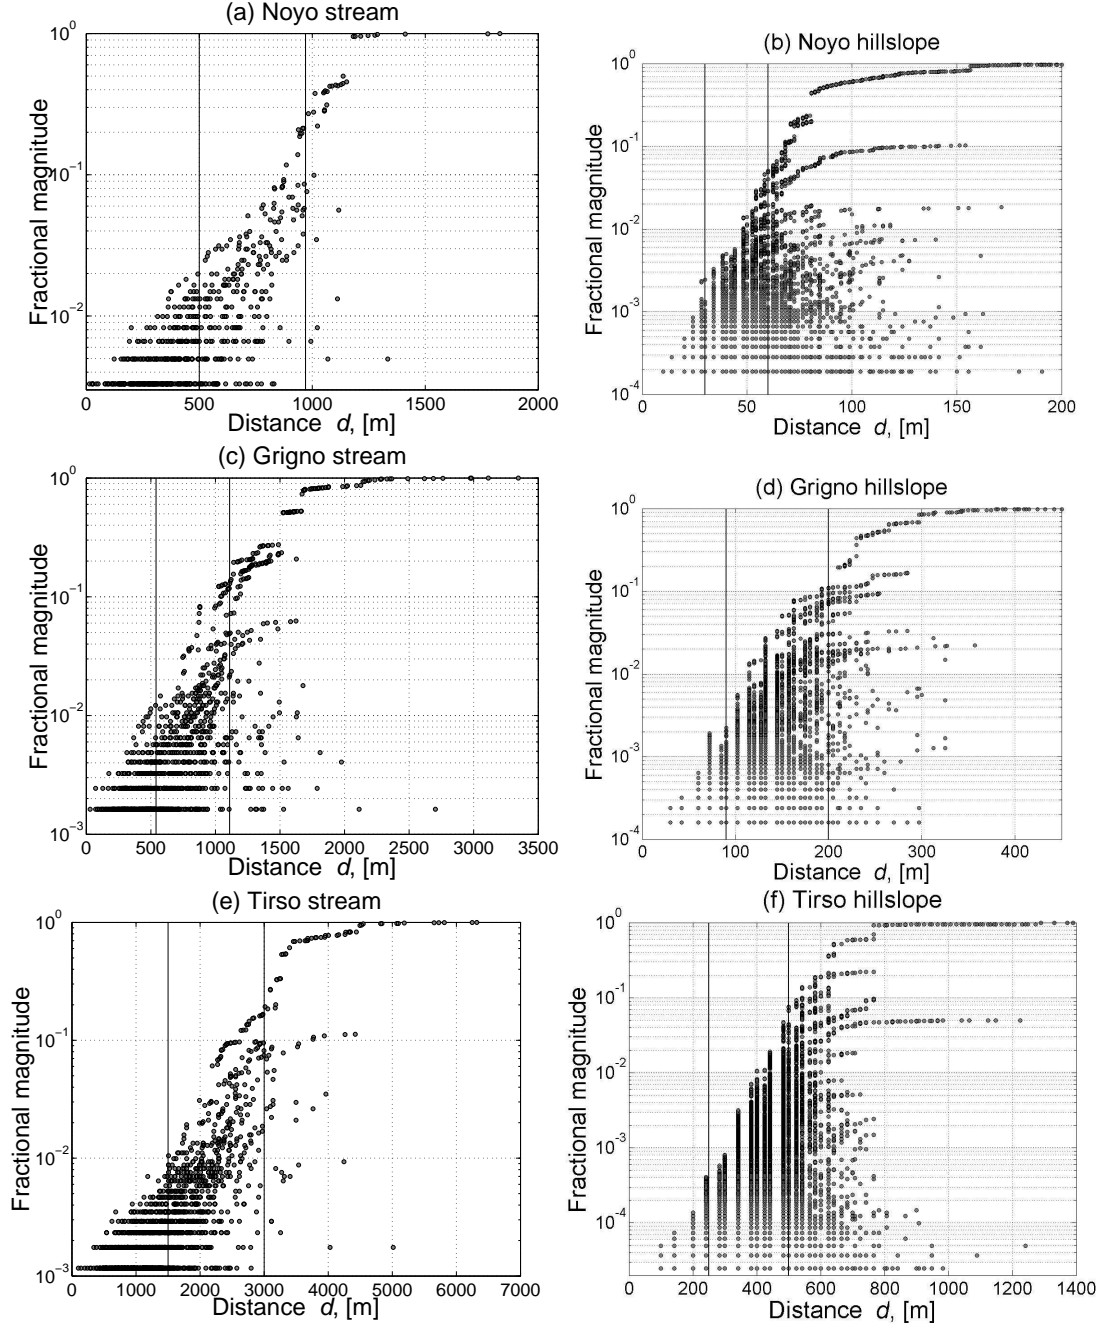 (a) Noyo stream
10^0
10^-1
10^-2
Fractional magnitude
0 500 1000 1500 2000
Distance d, [m]
(b) Noyo hillslope
10^0
10^-1
10^-2
10^-3
10^-4
Fractional magnitude
0 50 100 150 200
Distance d, [m]
(c) Grigno stream
10^0
10^-1
10^-2
10^-3
Fractional magnitude
0 500 1000 1500 2000 2500 3000 3500
Distance d, [m]
(d) Grigno hillslope
10^0
10^-1
10^-2
10^-3
10^-4
Fractional magnitude
0 100 200 300 400
Distance d, [m]
(e) Tirso stream
10^0
10^-1
10^-2
10^-3
Fractional magnitude
0 1000 2000 3000 4000 5000 6000 7000
Distance d, [m]
(f) Tirso hillslope
10^0
10^-1
10^-2
10^-3
10^-4
Fractional magnitude
0 200 400 600 800 1000 1200 1400
Distance d, [m]